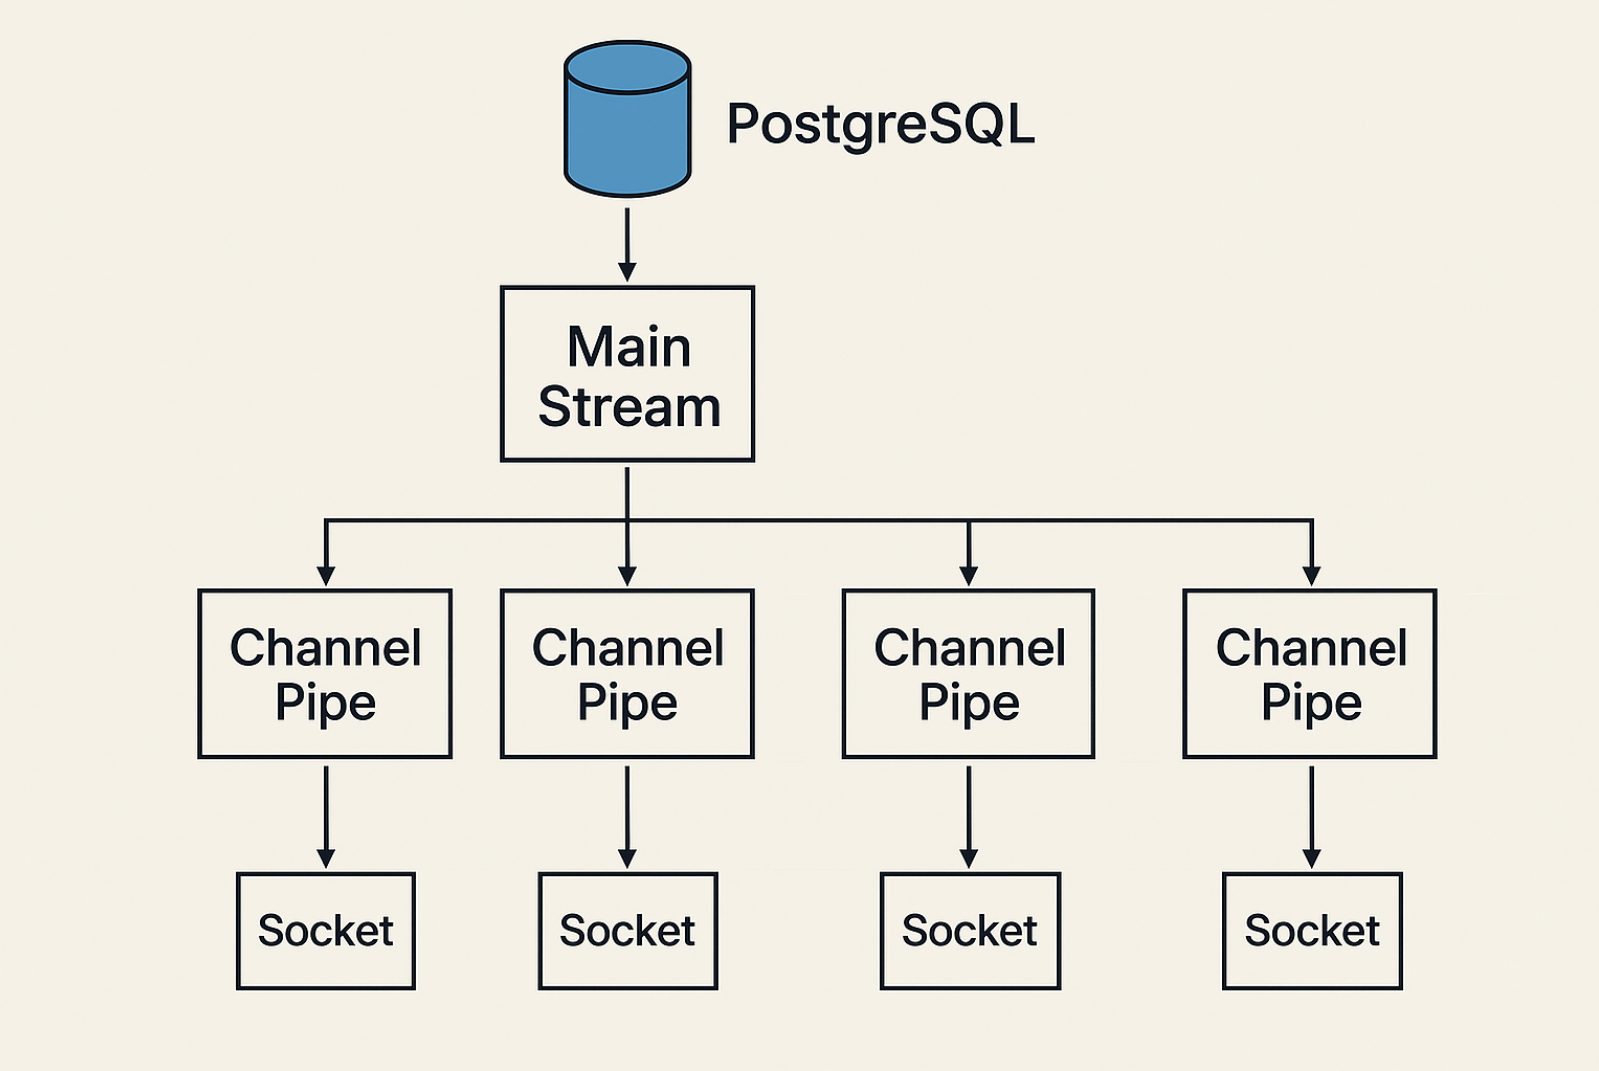 PostgreSQL
Main
Stream
Channel
Pipe
Channel
Pipe
Channel
Pipe
Channel
Pipe
Socket
Socket
Socket
Socket